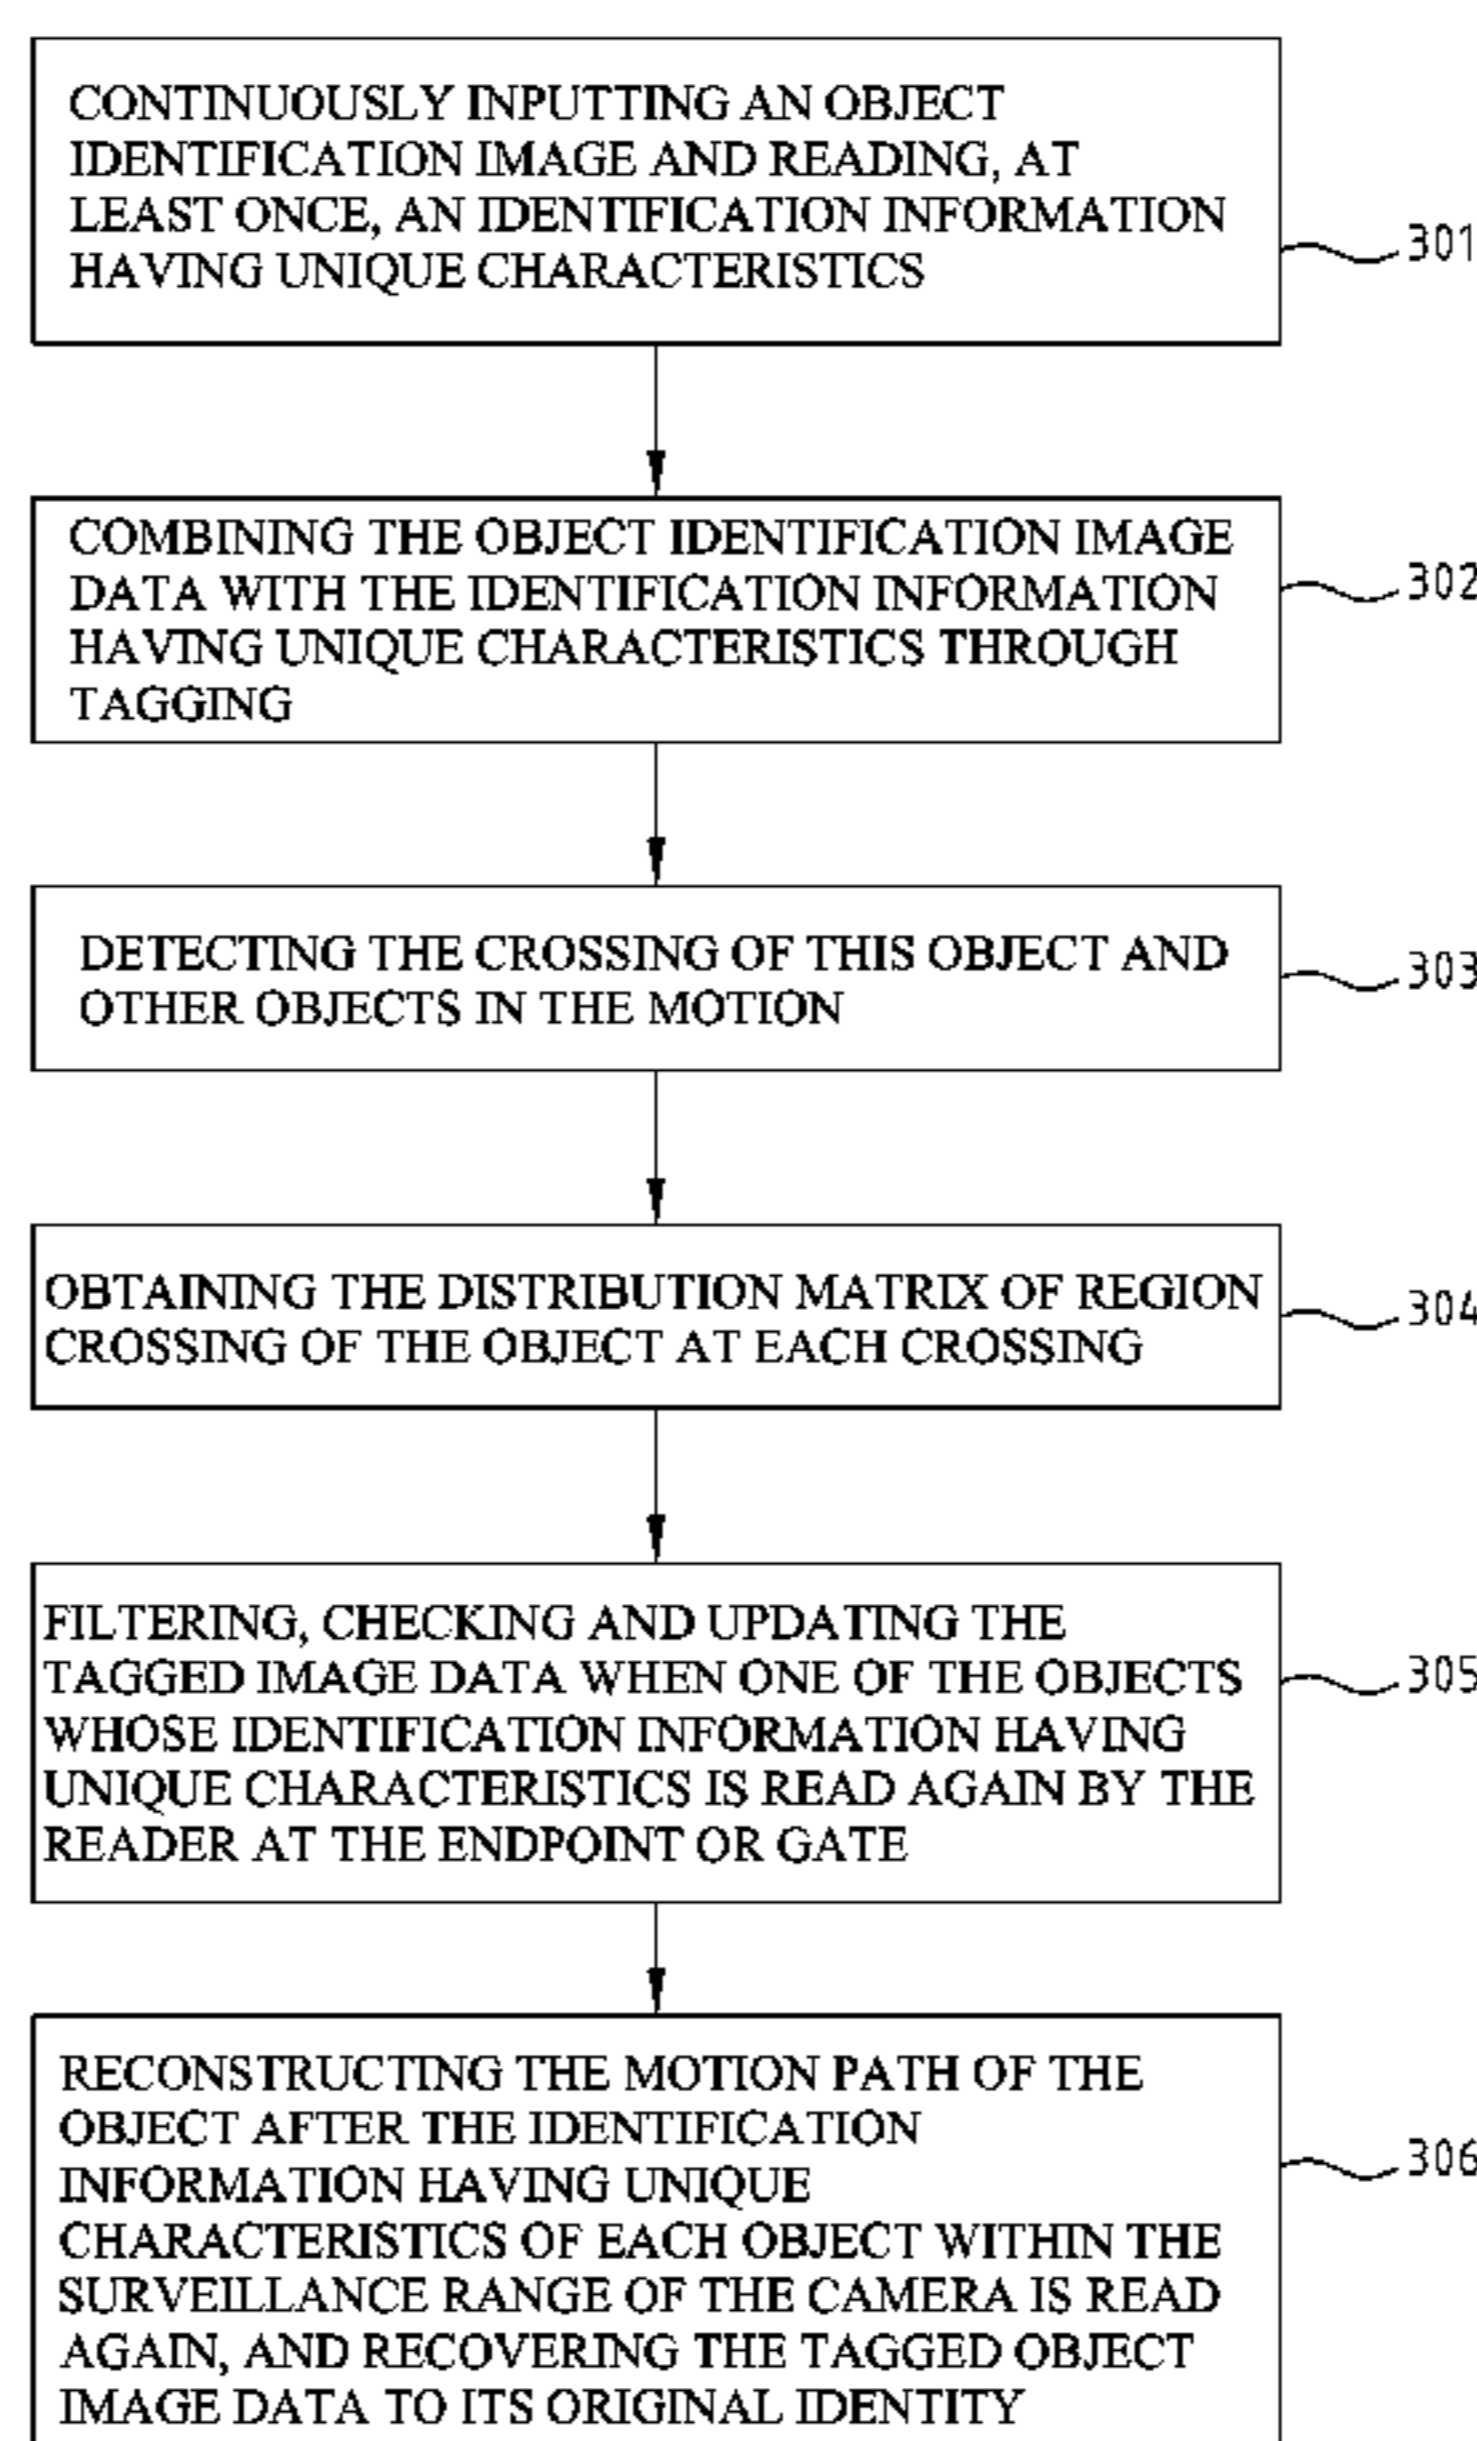 CONTINUOUSLY INPUTTING AN OBJECT
IDENTIFICATION IMAGE AND READING, AT
LEAST ONCE, AN IDENTIFICATION INFORMATION
HAVING UNIQUE CHARACTERISTICS
301
COMBINING THE OBJECT IDENTIFICATION IMAGE
DATA WITH THE IDENTIFICATION INFORMATION
HAVING UNIQUE CHARACTERISTICS THROUGH
TAGGING
302
DETECTING THE CROSSING OF THIS OBJECT AND
OTHER OBJECTS IN THE MOTION
303
OBTAINING THE DISTRIBUTION MATRIX OF REGION
CROSSING OF THE OBJECT AT EACH CROSSING
304
FILTERING, CHECKING AND UPDATING THE
TAGGED IMAGE DATA WHEN ONE OF THE OBJECTS
WHOSE IDENTIFICATION INFORMATION HAVING
UNIQUE CHARACTERISTICS IS READ AGAIN BY THE
READER AT THE ENDPOINT OR GATE
305
RECONSTRUCTING THE MOTION PATH OF THE
OBJECT AFTER THE IDENTIFICATION
INFORMATION HAVING UNIQUE
CHARACTERISTICS OF EACH OBJECT WITHIN THE
SURVEILLANCE RANGE OF THE CAMERA IS READ
AGAIN, AND RECOVERING THE TAGGED OBJECT
IMAGE DATA TO ITS ORIGINAL IDENTITY
306